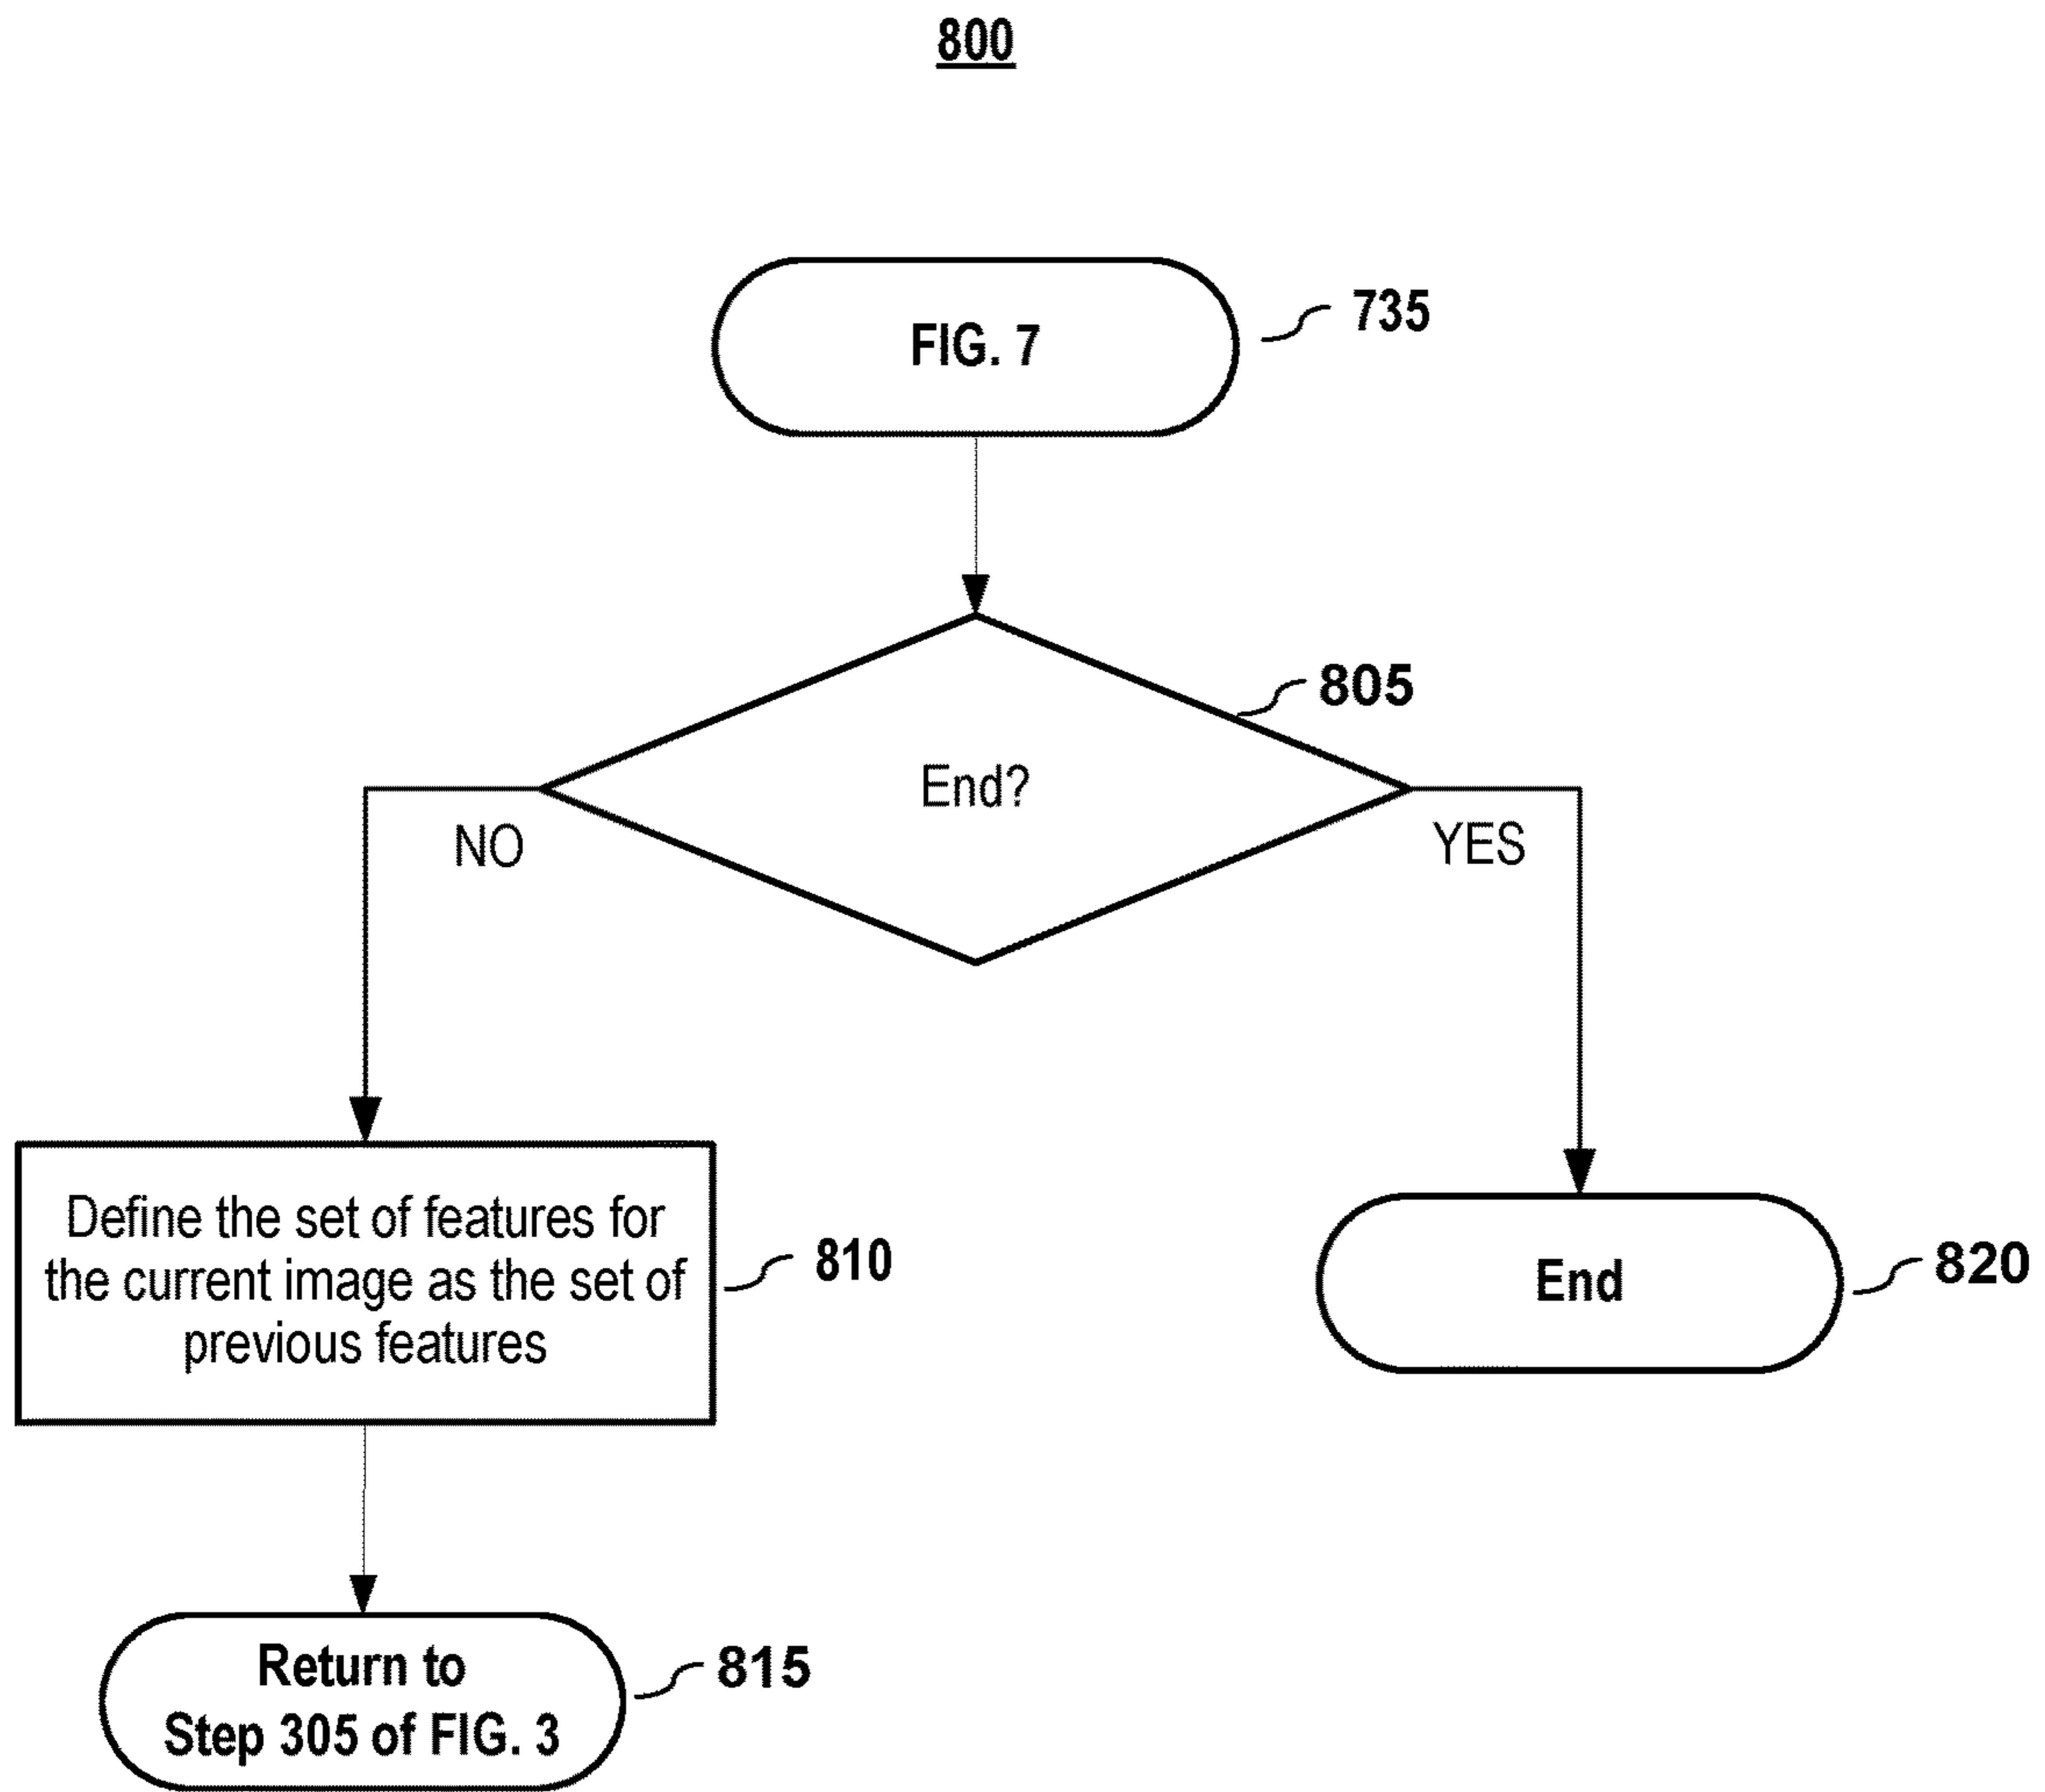 800
FIG. 7
735
805
End?
NO
YES
Define the set of features for
the current image as the set of
previous features
810
End
820
Return to
Step 305 of FIG. 3
815